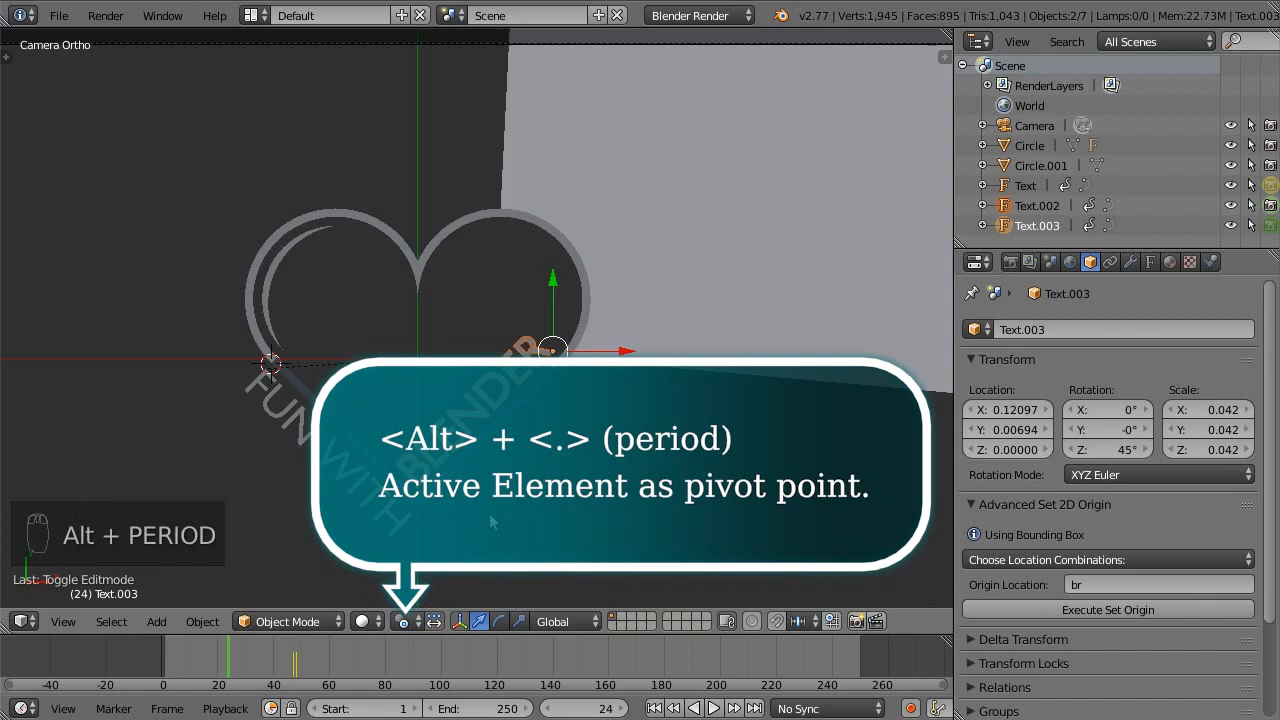 File
Render
Window
Help
Default
Scene
Blender Render
v2.77 | Verts:1,945 | Faces:895 | Tris:1,043 | Objects:2/7 | Lamps:0/0 | Mem:22.73M | Text.003
Camera Ortho
View
Search
All Scenes
Scene
RenderLayers
World
Camera
Circle
Circle.001
Text
Text.002
Text.003
Text.003
Text.003
Transform
Location:
Rotation:
Scale:
X: 0.12097
X: 0°
X: 0.042
Y: 0.00694
Y: -0°
Y: 0.042
Z: 0.00000
Z: 45°
Z: 0.042
Rotation Mode:
XYZ Euler
Advanced Set 2D Origin
Using Bounding Box
Choose Location Combinations:
Origin Location:
br
Execute Set Origin
Delta Transform
Transform Locks
Relations
Groups
FUN WITH
BLENDER
<Alt> + <.> (period)
Active Element as pivot point.
Alt + PERIOD
Last: Toggle Editmode
(24) Text.003
View
Select
Add
Object
Object Mode
Global
-40
-20
0
20
40
60
80
100
120
140
160
180
200
220
240
260
View
Marker
Frame
Playback
Start: 1
End: 250
24
No Sync